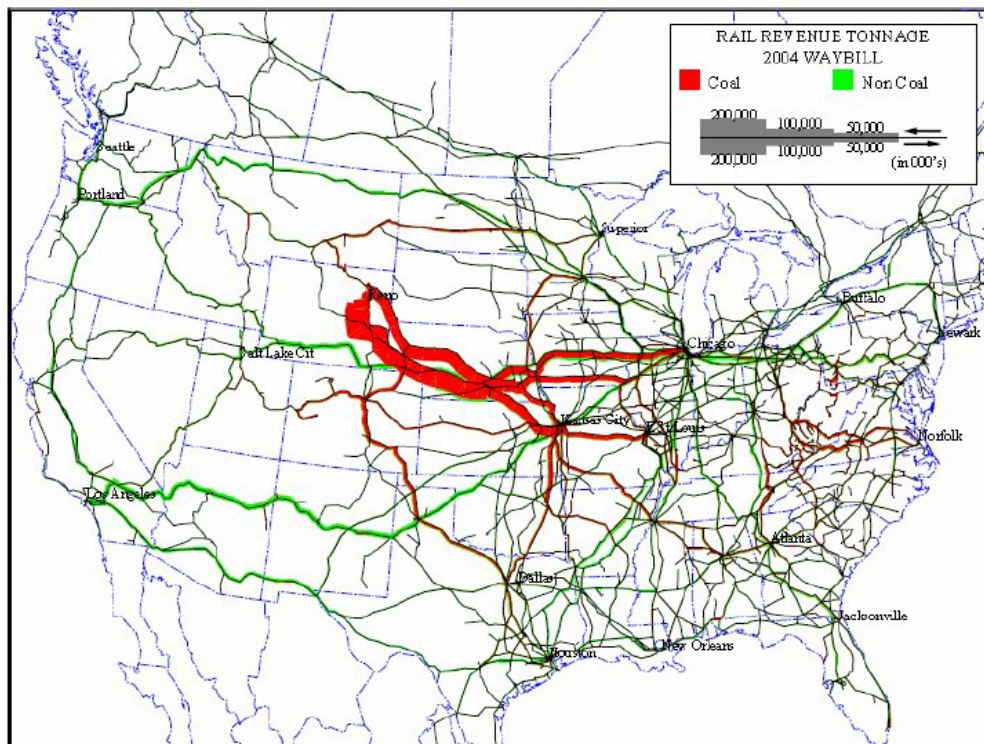 RAIL REVENUE TONNAGE
2004 WAYBILL
Coal
Non Coal
200,000
100,000
50,000
200,000
100,000
50,000
(in 000's)
Seattle
Portland
Superior
Reno
Buffalo
Chicago
Newark
Salt Lake Cit
Kansas City
E. St Louis
Norfolk
Los Angeles
Atlanta
Dallas
Jacksonville
New Orleans
Houston